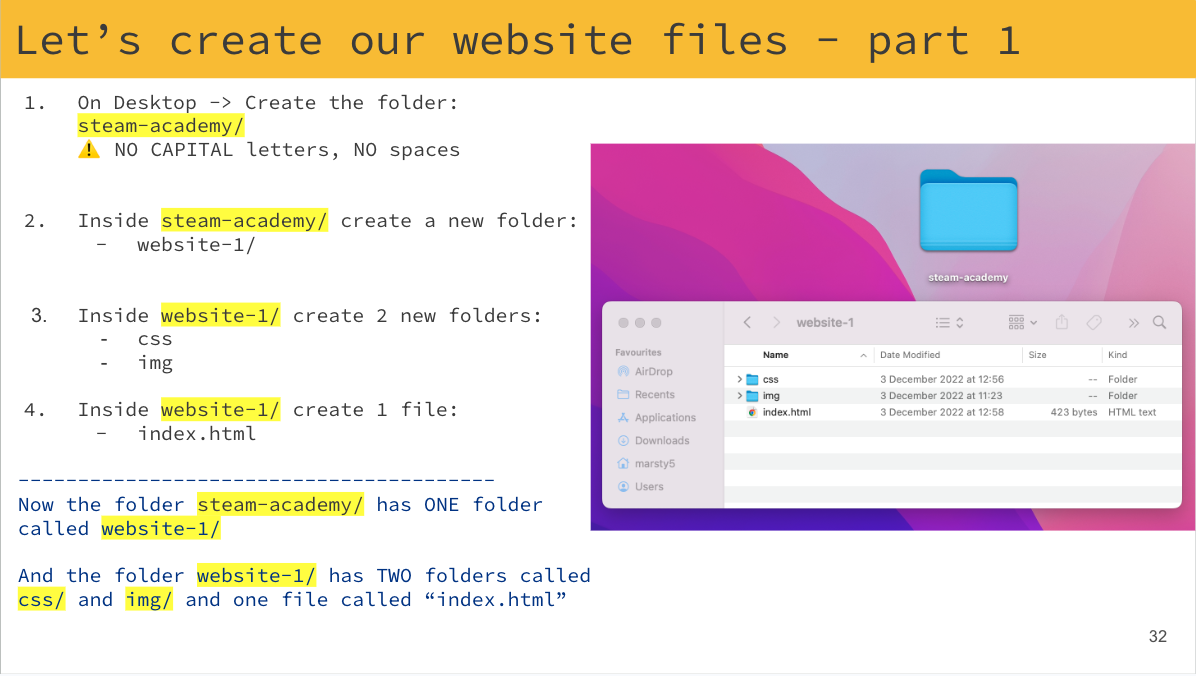 Let’s create our website files - part 1
1. On Desktop -> Create the folder:
steam-academy/
⚠️ NO CAPITAL letters, NO spaces
2. Inside steam-academy/ create a new folder:
- website-1/
3. Inside website-1/ create 2 new folders:
- css
- img
4. Inside website-1/ create 1 file:
- index.html
----------------------------------------
Now the folder steam-academy/ has ONE folder
called website-1/
And the folder website-1/ has TWO folders called
css/ and img/ and one file called “index.html”
steam-academy
website-1
Favourites
AirDrop
Recents
Applications
Downloads
marsty5
Users
Name Date Modified Size Kind
css 3 December 2022 at 12:56 -- Folder
img 3 December 2022 at 11:23 -- Folder
index.html 3 December 2022 at 12:58 423 bytes HTML text
32